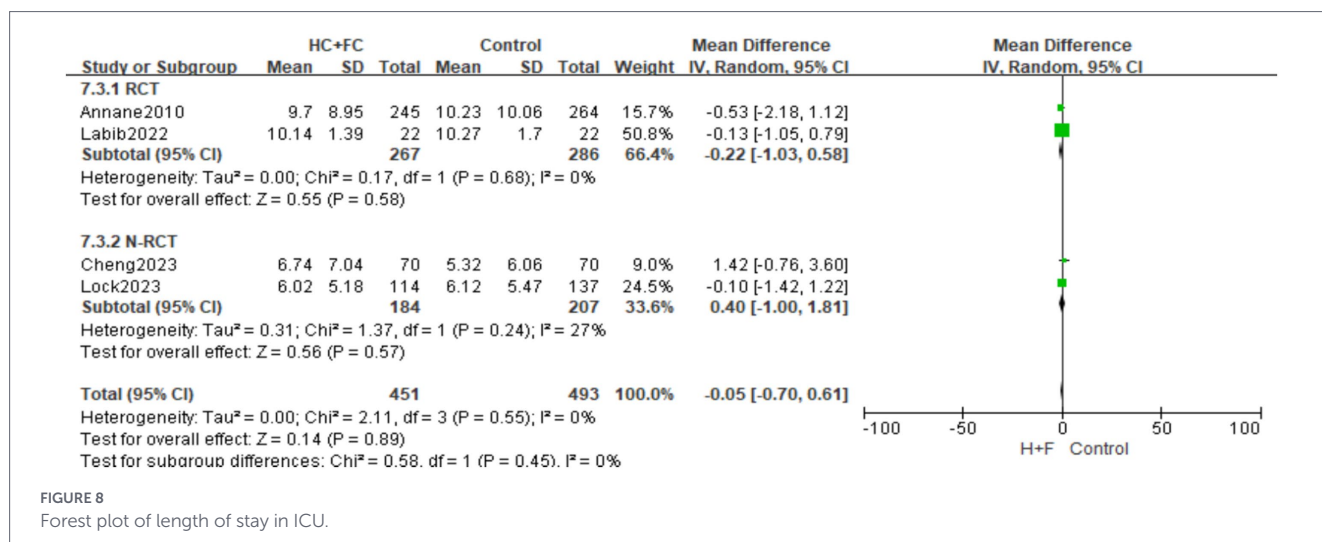 HC+FC Control Mean Difference Mean Difference
Study or Subgroup Mean SD Total Mean SD Total Weight IV, Random, 95% CI IV, Random, 95% CI
7.3.1 RCT
Annane2010 9.7 8.95 245 10.23 10.06 264 15.7% -0.53 [-2.18, 1.12]
Labib2022 10.14 1.39 22 10.27 1.7 22 50.8% -0.13 [-1.05, 0.79]
Subtotal (95% CI) 267 286 66.4% -0.22 [-1.03, 0.58]
Heterogeneity: Tau² = 0.00; Chi² = 0.17, df = 1 (P = 0.68); I² = 0%
Test for overall effect: Z = 0.55 (P = 0.58)
7.3.2 N-RCT
Cheng2023 6.74 7.04 70 5.32 6.06 70 9.0% 1.42 [-0.76, 3.60]
Lock2023 6.02 5.18 114 6.12 5.47 137 24.5% -0.10 [-1.42, 1.22]
Subtotal (95% CI) 184 207 33.6% 0.40 [-1.00, 1.81]
Heterogeneity: Tau² = 0.31; Chi² = 1.37, df = 1 (P = 0.24); I² = 27%
Test for overall effect: Z = 0.56 (P = 0.57)
Total (95% CI) 451 493 100.0% -0.05 [-0.70, 0.61]
Heterogeneity: Tau² = 0.00; Chi² = 2.11, df = 3 (P = 0.55); I² = 0%
Test for overall effect: Z = 0.14 (P = 0.89)
Test for subgroup differences: Chi² = 0.58, df = 1 (P = 0.45), I² = 0%
-100 -50 0 50 100
H+F Control
FIGURE 8
Forest plot of length of stay in ICU.